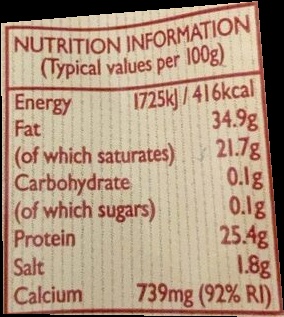 NUTRITION INFORMATION
(Typical values per 100g)
Energy 1725kJ / 416kcal
Fat 34.9g
(of which saturates) 21.7g
Carbohydrate 0.1g
(of which sugars) 0.1g
Protein 25.4g
Salt 1.8g
Calcium 739mg (92% RI)